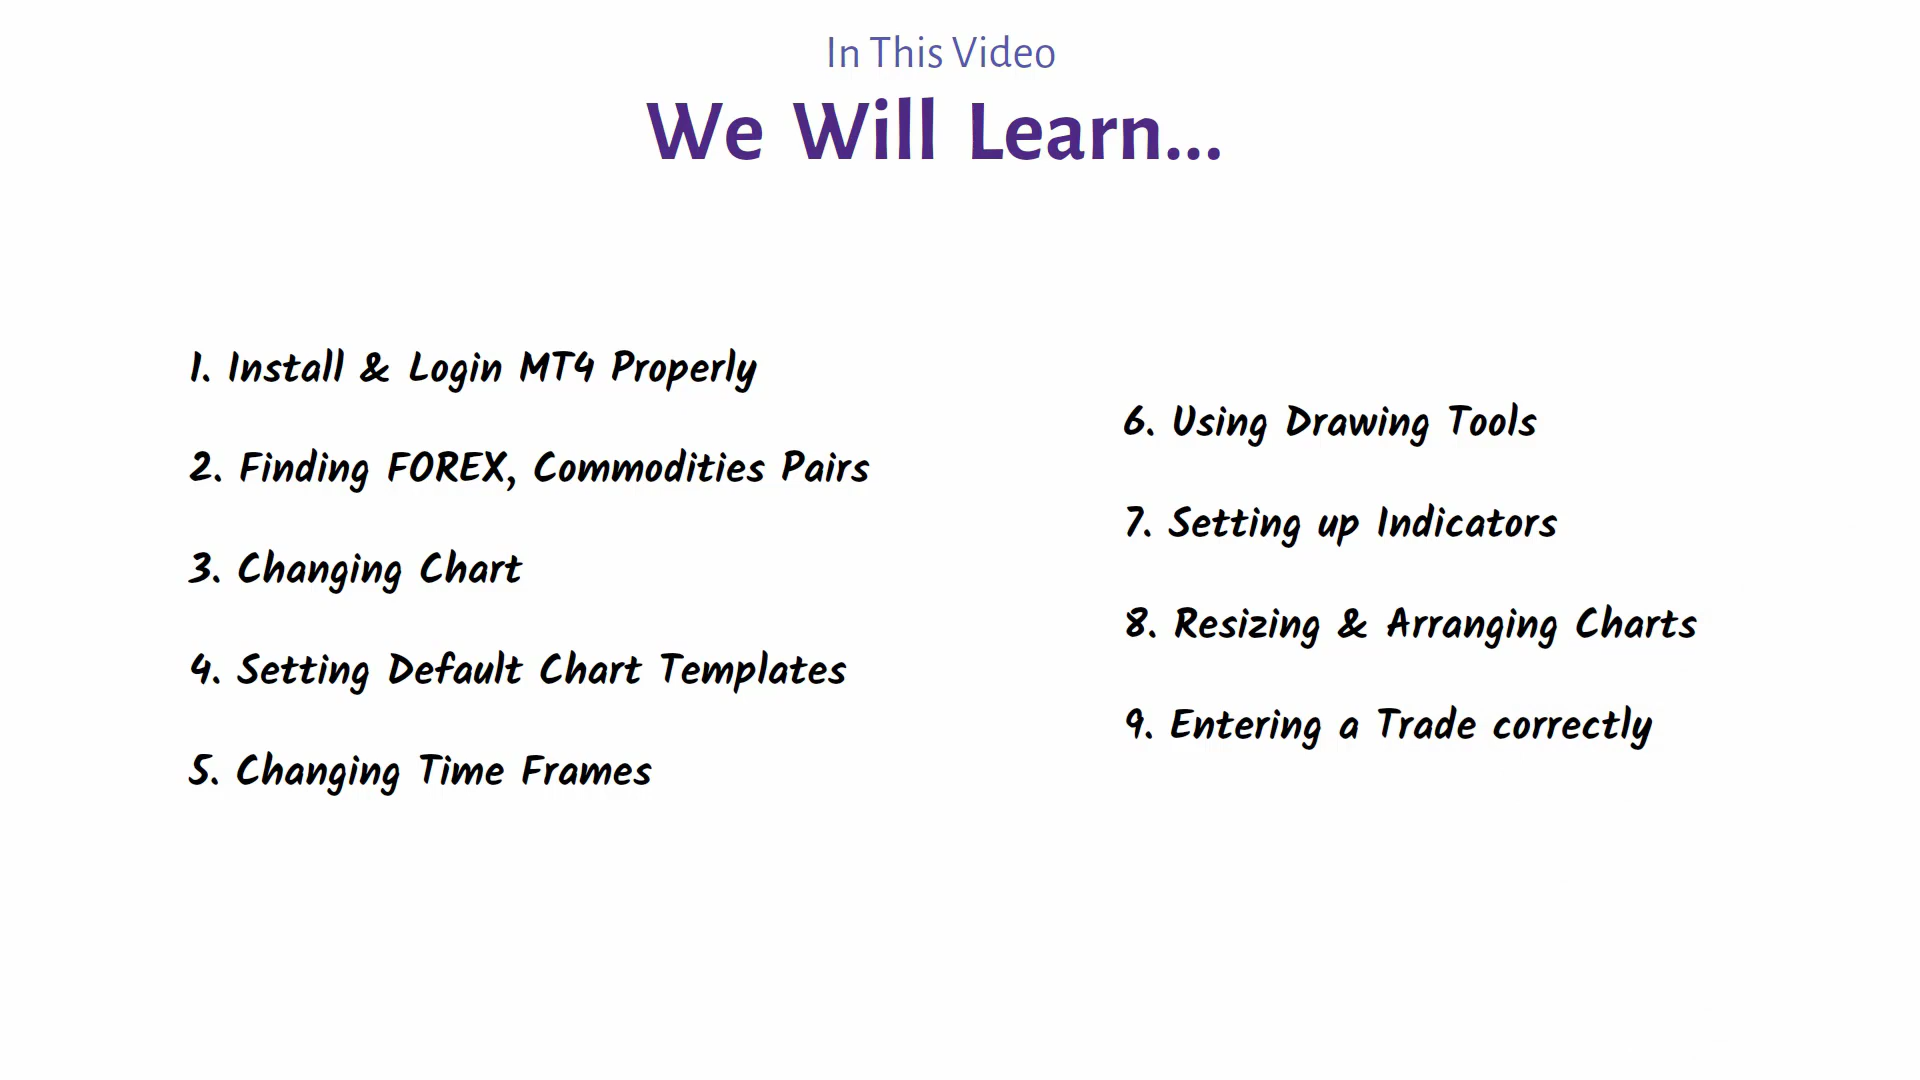 In This Video
We Will Learn...
1. Install & Login MT4 Properly
2. Finding FOREX, Commodities Pairs
3. Changing Chart
4. Setting Default Chart Templates
5. Changing Time Frames
6. Using Drawing Tools
7. Setting up Indicators
8. Resizing & Arranging Charts
9. Entering a Trade correctly